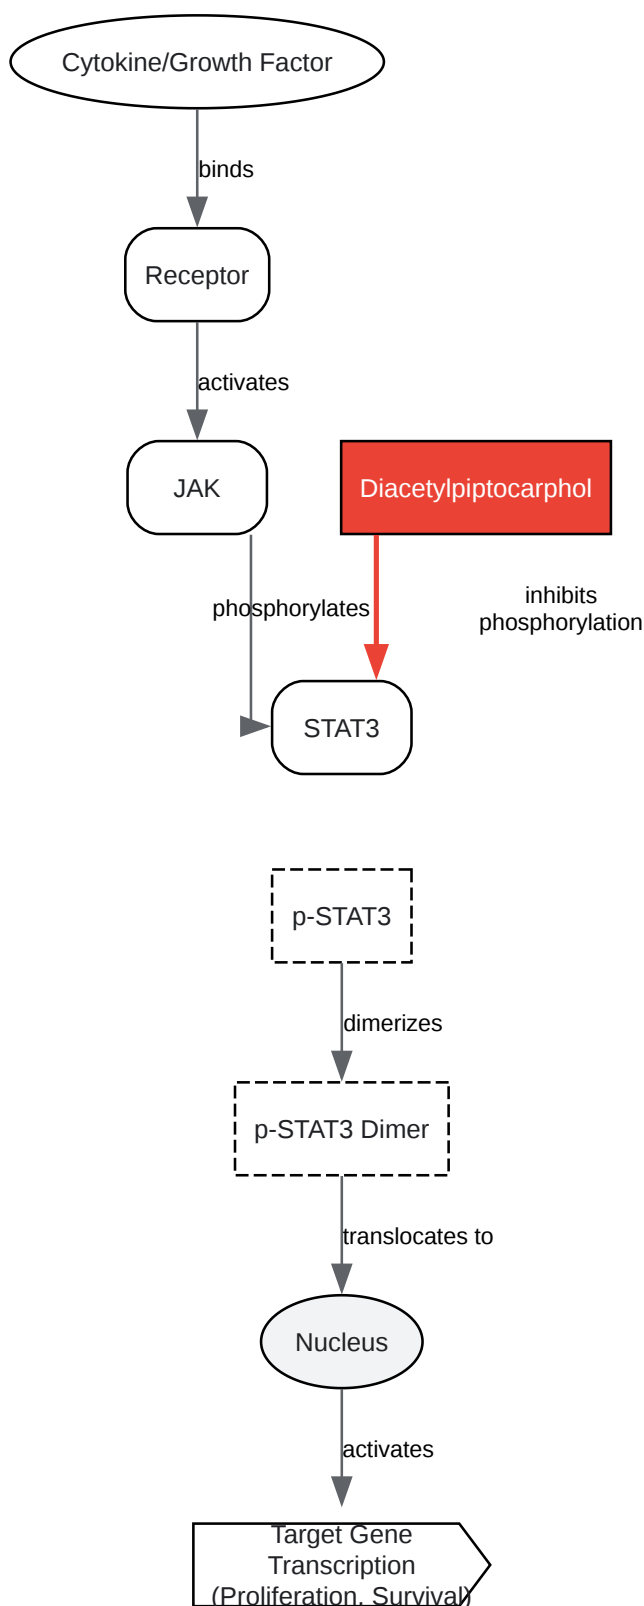 Cytokine/Growth Factor
binds
Receptor
activates
JAK
Diacetylpiptocarphol
phosphorylates
inhibits
phosphorylation
STAT3
p-STAT3
dimerizes
p-STAT3 Dimer
translocates to
Nucleus
activates
Target Gene
Transcription
(Proliferation, Survival)